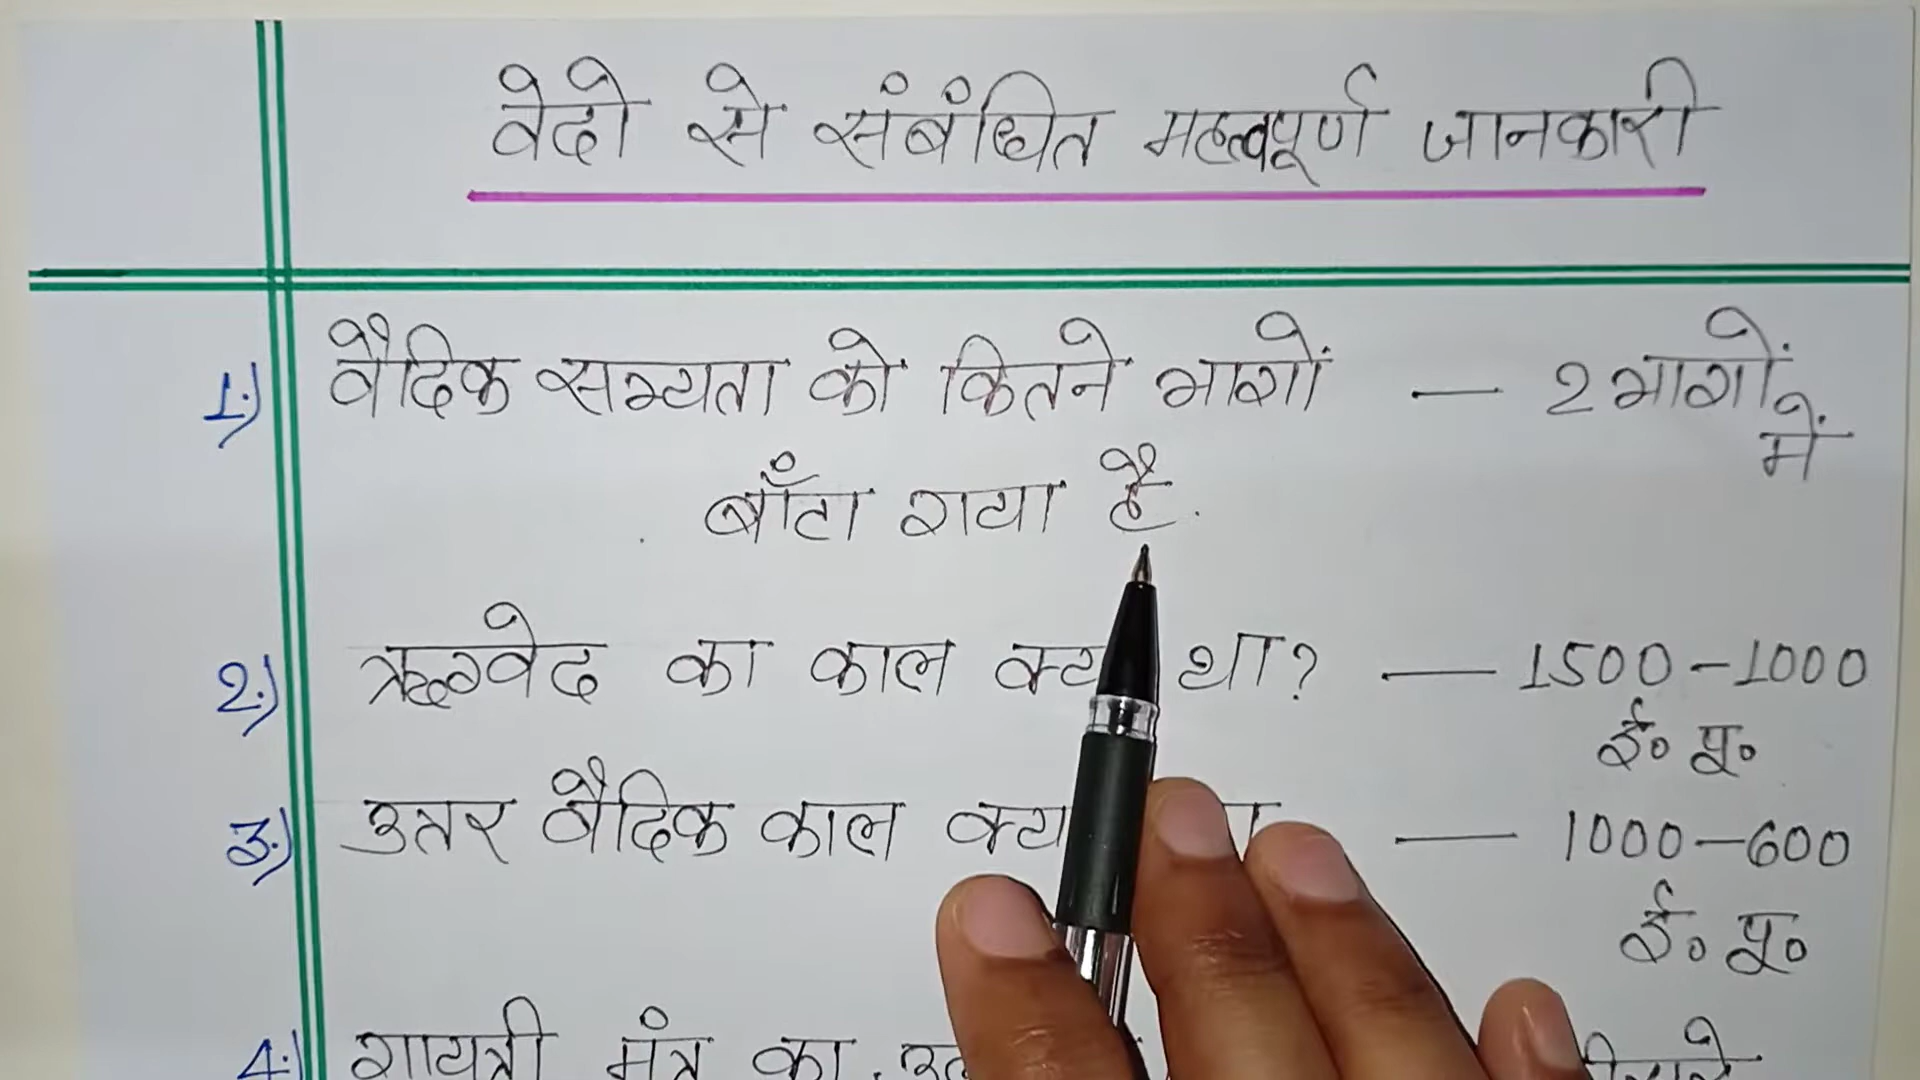 वेदो से संबंधित महत्वपूर्ण जानकारी
1.) वैदिक सभ्यता को कितने भागों — 2 भागों में
बाँटा गया है.
2.) ऋग्वेद का काल क्या था? — 1500-1000
ई० पू०
3.) उत्तर वैदिक काल क्या — 1000-600
ई० पू०
4.) गायत्री मंत्र का